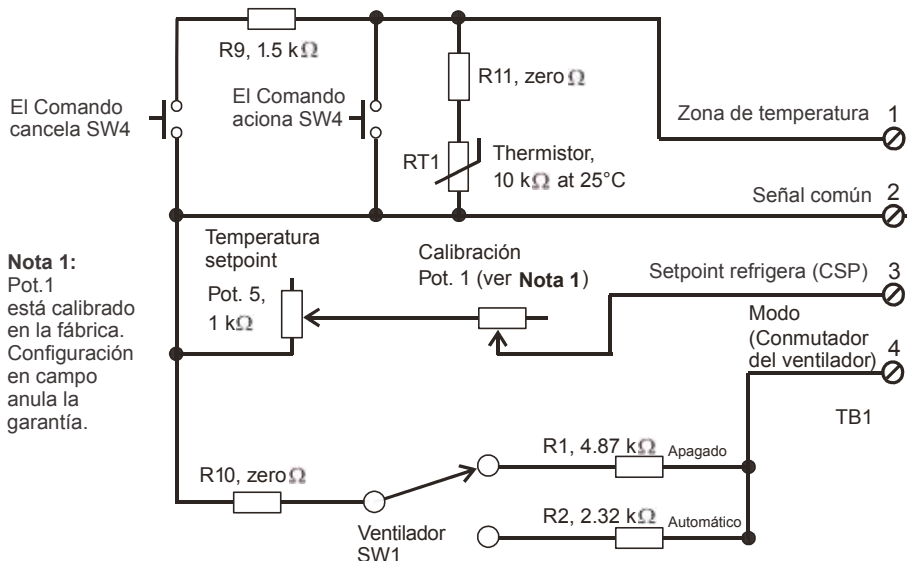 R9, 1.5 kΩ
El Comando
cancela SW4
El Comando
aciona SW4
R11, zero Ω
RT1
Thermistor,
10 kΩ at 25°C
Zona de temperatura 1
Señal común 2
Nota 1:
Pot.1
está calibrado
en la fábrica.
Configuración
en campo
anula la
garantía.
Temperatura
setpoint
Pot. 5,
1 kΩ
Calibración
Pot. 1 (ver Nota 1)
Setpoint refrigera (CSP) 3
Modo
(Conmutador
del ventilador)
4
TB1
R10, zero Ω
Ventilador
SW1
R1, 4.87 kΩ Apagado
R2, 2.32 kΩ Automático